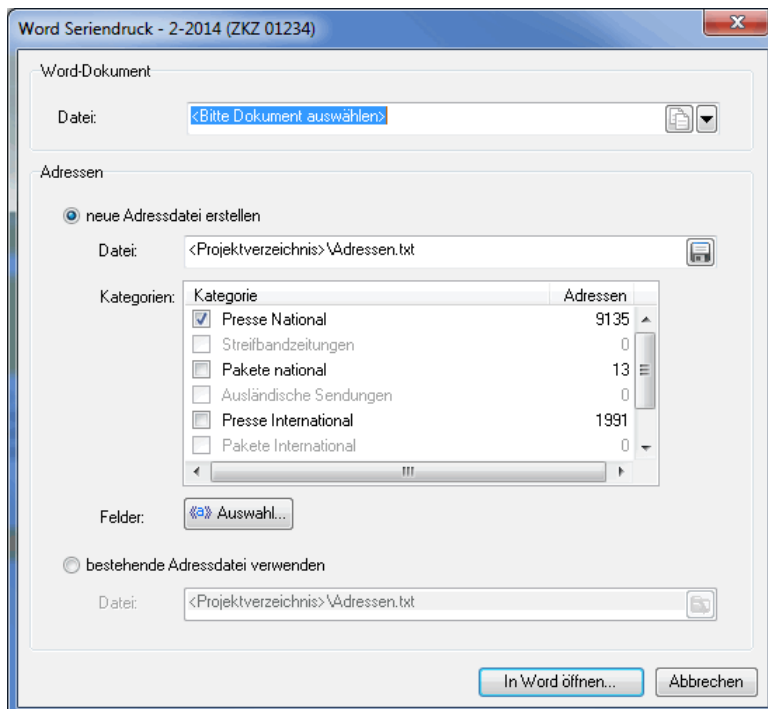 Word Seriendruck - 2-2014 (ZKZ 01234)
Word-Dokument
Datei: <Bitte Dokument auswählen>
Adressen
neue Adressdatei erstellen
Datei: <Projektverzeichnis>\Adressen.txt
Kategorien: Kategorie Adressen
Presse National 9135
Streifbandzeitungen 0
Pakete national 13
Ausländische Sendungen 0
Presse International 1991
Pakete International 0
Felder: «a» Auswahl...
bestehende Adressdatei verwenden
Datei: <Projektverzeichnis>\Adressen.txt
In Word öffnen... Abbrechen